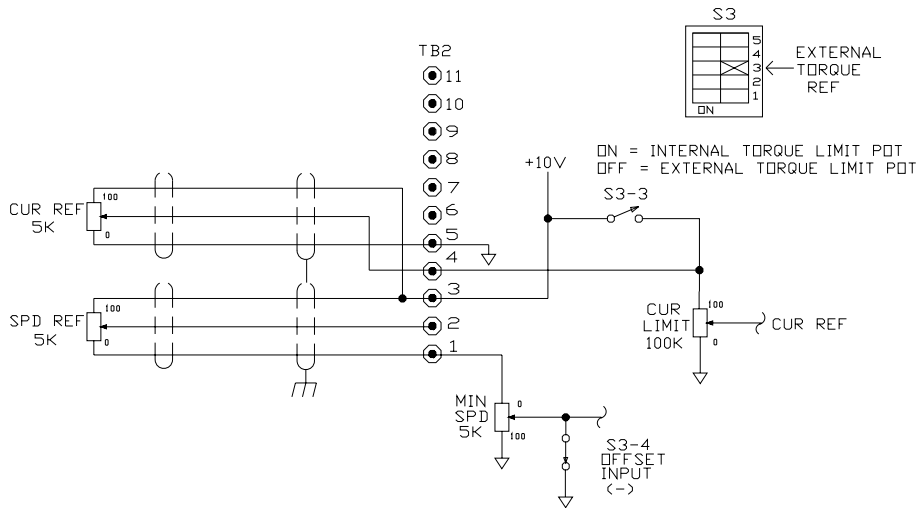 S3
5
4
3
2
1
ON
EXTERNAL
TORQUE
REF
ON = INTERNAL TORQUE LIMIT POT
OFF = EXTERNAL TORQUE LIMIT POT
TB2
11
10
9
8
7
6
5
4
3
2
1
+10V
S3-3
CUR REF
5K
100
0
SPD REF
5K
100
0
CUR
LIMIT
100K
100
0
CUR REF
MIN
SPD
5K
0
100
S3-4
OFFSET
INPUT
(-)